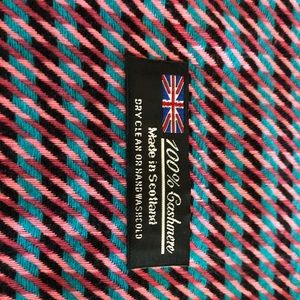 100% Cashmere
Made in Scotland
DRY CLEAN OR HAND WASH COLD